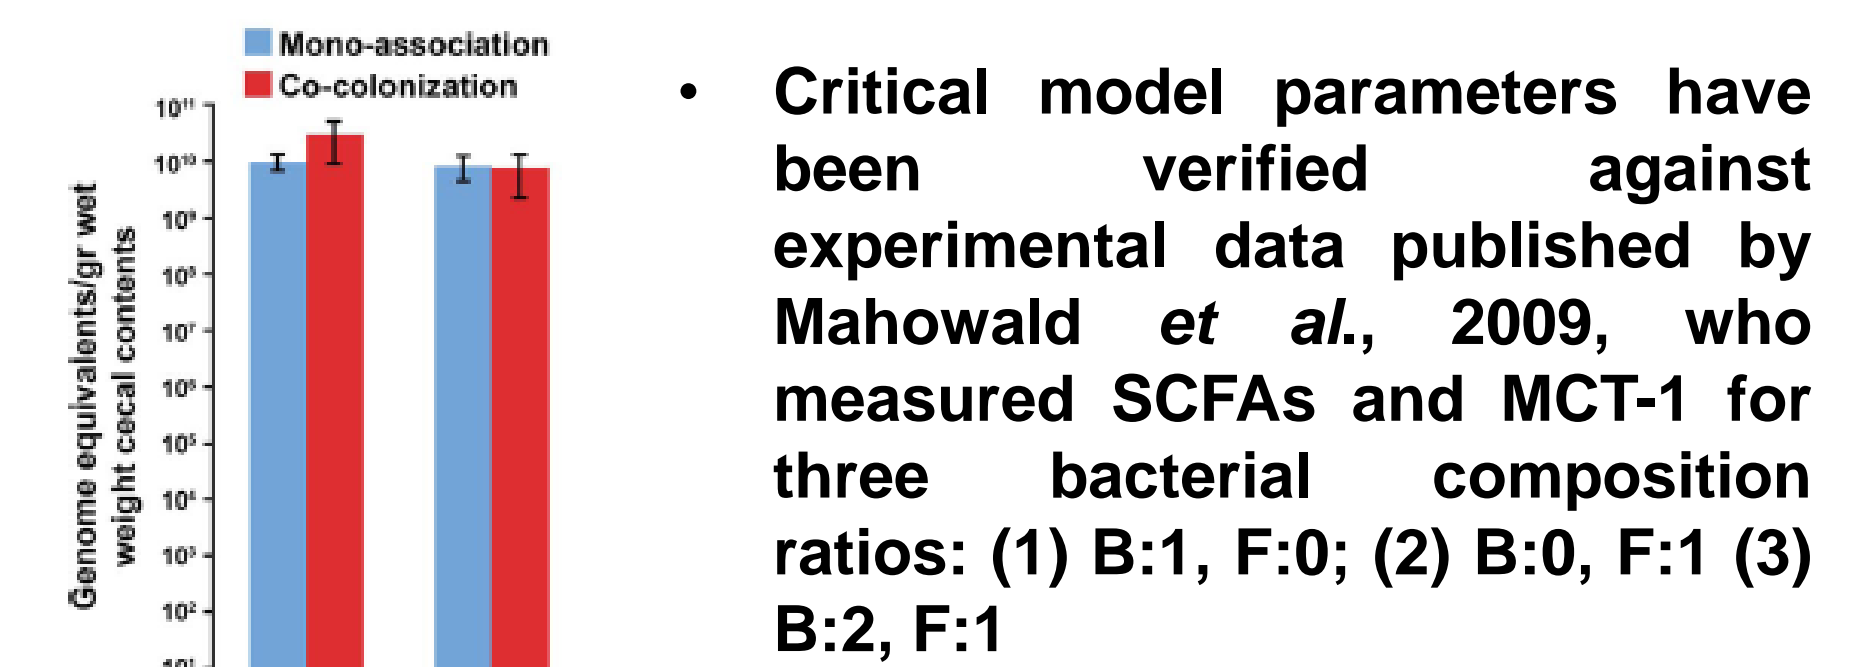 Mono-association
Co-colonization
10¹¹
10¹⁰
10⁹
10⁸
10⁷
10⁶
10⁵
10⁴
10³
10²
10¹
Genome equivalents/gr wet
weight cecal contents
• Critical model parameters have
been verified against
experimental data published by
Mahowald et al., 2009, who
measured SCFAs and MCT-1 for
three bacterial composition
ratios: (1) B:1, F:0; (2) B:0, F:1 (3)
B:2, F:1